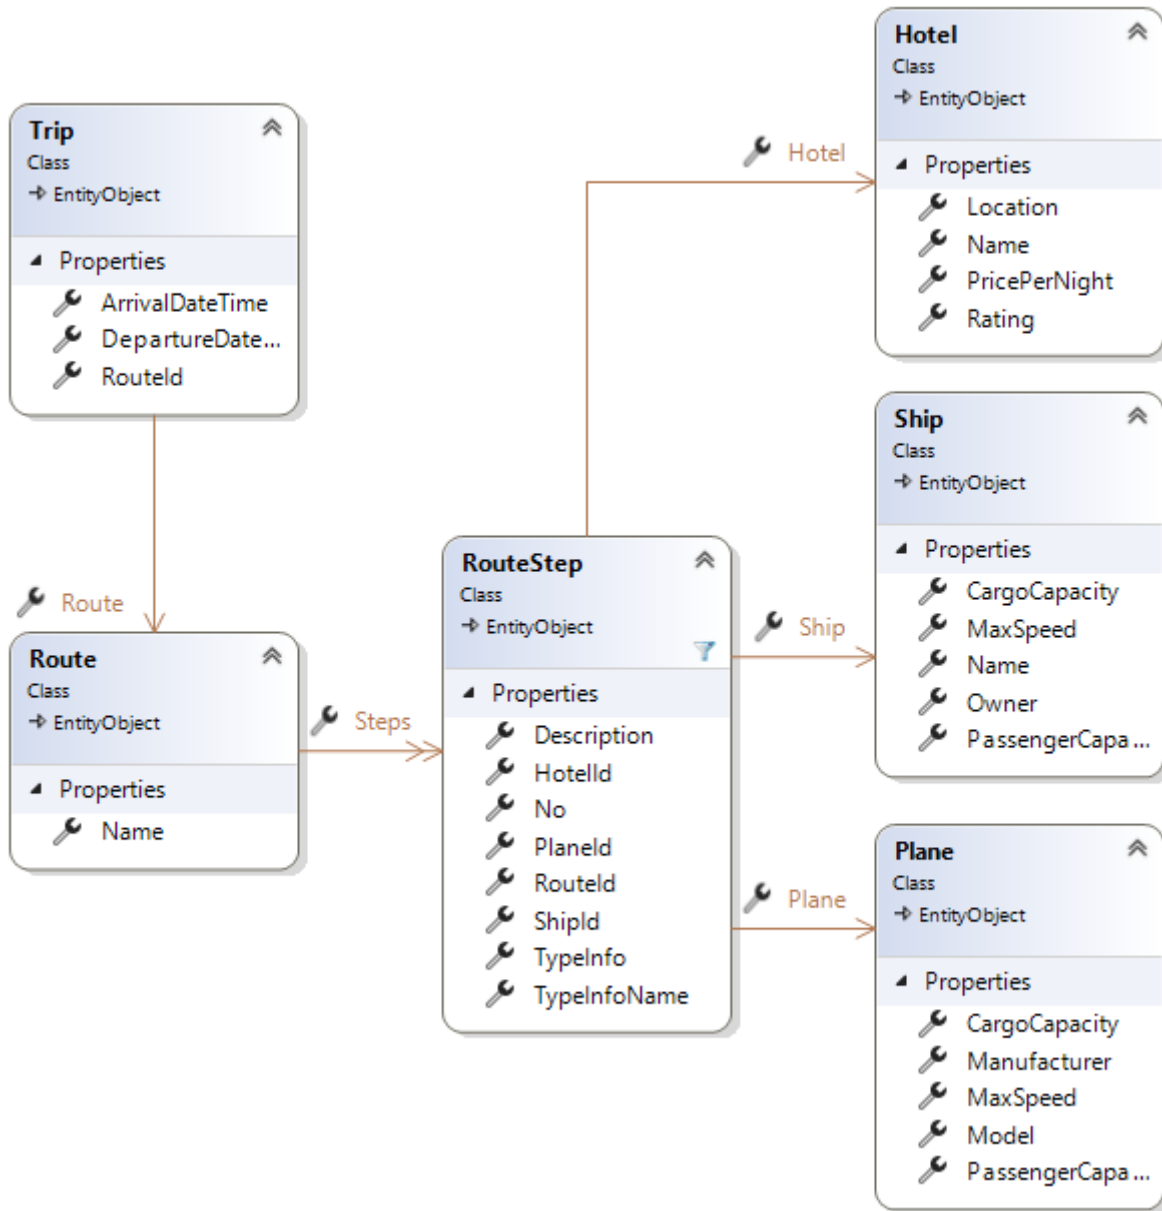 Trip
Class
EntityObject
Properties
ArrivalDateTime
DepartureDate...
RouteId
Route
Route
Class
EntityObject
Properties
Name
Steps
RouteStep
Class
EntityObject
Properties
Description
HotelId
No
PlaneId
RouteId
ShipId
TypeInfo
TypeInfoName
Hotel
Hotel
Class
EntityObject
Properties
Location
Name
PricePerNight
Rating
Ship
Ship
Class
EntityObject
Properties
CargoCapacity
MaxSpeed
Name
Owner
PassengerCapa...
Plane
Plane
Class
EntityObject
Properties
CargoCapacity
Manufacturer
MaxSpeed
Model
PassengerCapa...